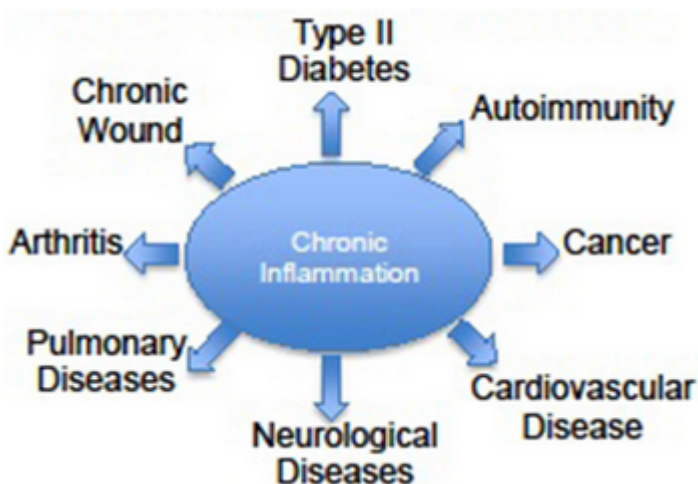 Type II
Diabetes
Autoimmunity
Cancer
Cardiovascular
Disease
Neurological
Diseases
Pulmonary
Diseases
Arthritis
Chronic
Wound
Chronic
Inflammation